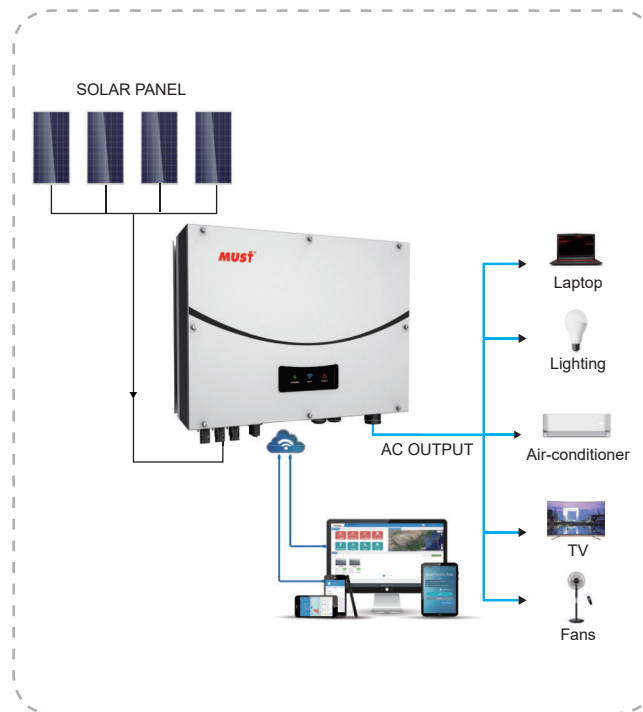 SOLAR PANEL
MUST
Laptop
Lighting
AC OUTPUT
Air-conditioner
TV
Fans